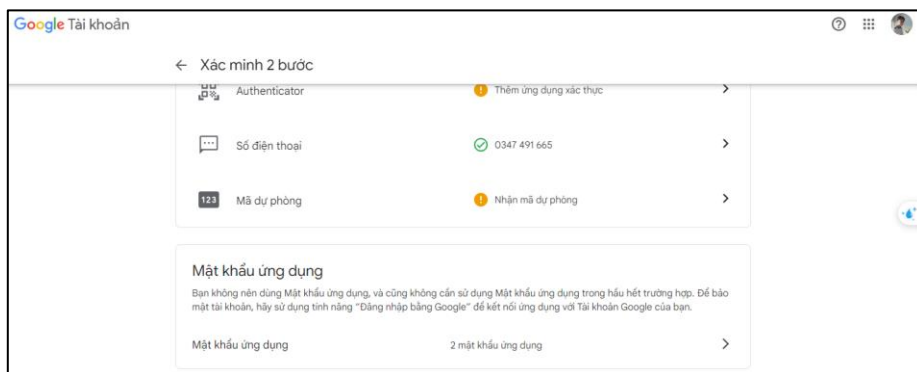 Google Tài khoản
Xác minh 2 bước
Authenticator
Thêm ứng dụng xác thực
Số điện thoại
0347 491 665
123
Mã dự phòng
Nhận mã dự phòng
Mật khẩu ứng dụng
Bạn không nên dùng Mật khẩu ứng dụng, và cũng không cần sử dụng Mật khẩu ứng dụng trong hầu hết trường hợp. Để bảo
mật tài khoản, hãy sử dụng tính năng "Đăng nhập bằng Google" để kết nối ứng dụng với Tài khoản Google của bạn.
Mật khẩu ứng dụng
2 mật khẩu ứng dụng